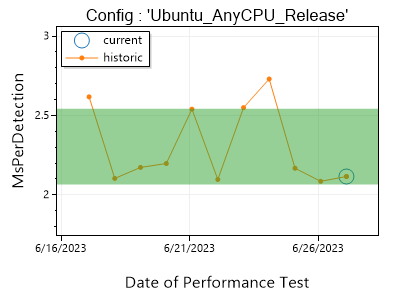 Config : 'Ubuntu_AnyCPU_Release'
current
historic
3
2.5
2
MsPerDetection
6/16/2023
6/21/2023
6/26/2023
Date of Performance Test